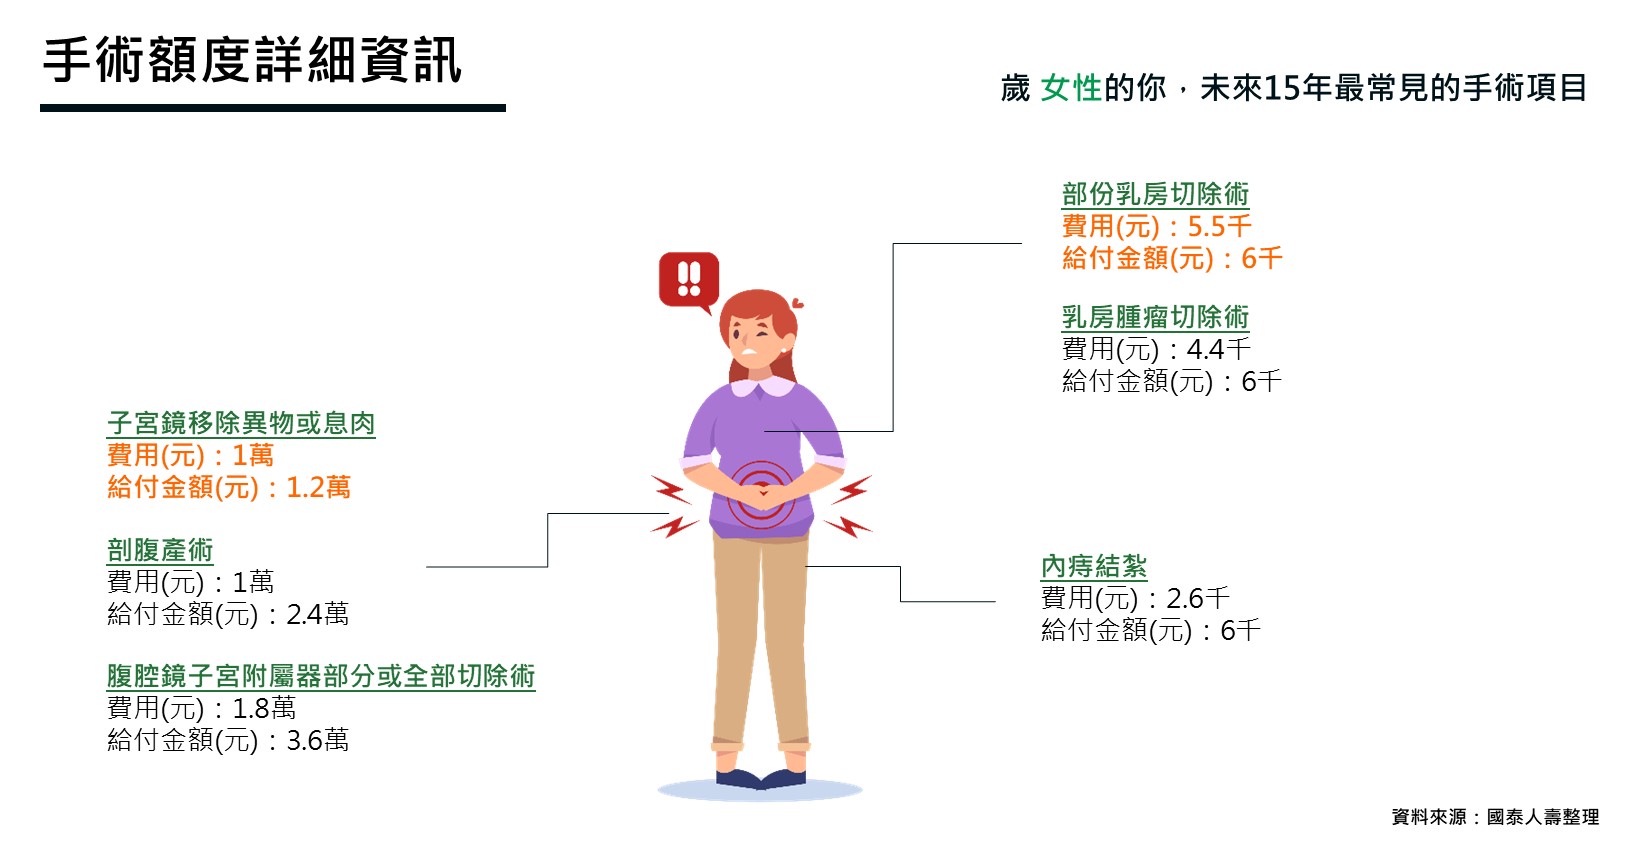 手術額度詳細資訊
歲 女性的你，未來15年最常見的手術項目
部份乳房切除術
費用(元)：5.5千
給付金額(元)：6千
乳房腫瘤切除術
費用(元)：4.4千
給付金額(元)：6千
子宮鏡移除異物或息肉
費用(元)：1萬
給付金額(元)：1.2萬
剖腹產術
費用(元)：1萬
給付金額(元)：2.4萬
腹腔鏡子宮附屬器部分或全部切除術
費用(元)：1.8萬
給付金額(元)：3.6萬
內痔結紮
費用(元)：2.6千
給付金額(元)：6千
資料來源：國泰人壽整理